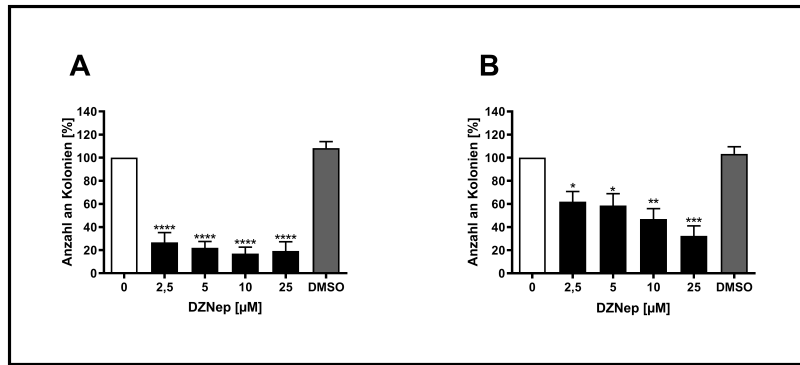 A
Anzahl an Kolonien [%]
140
120
100
80
60
40
20
0
**** **** **** ****
0 2,5 5 10 25 DMSO
DZNep [µM]
B
Anzahl an Kolonien [%]
140
120
100
80
60
40
20
0
* * ** ***
0 2,5 5 10 25 DMSO
DZNep [µM]